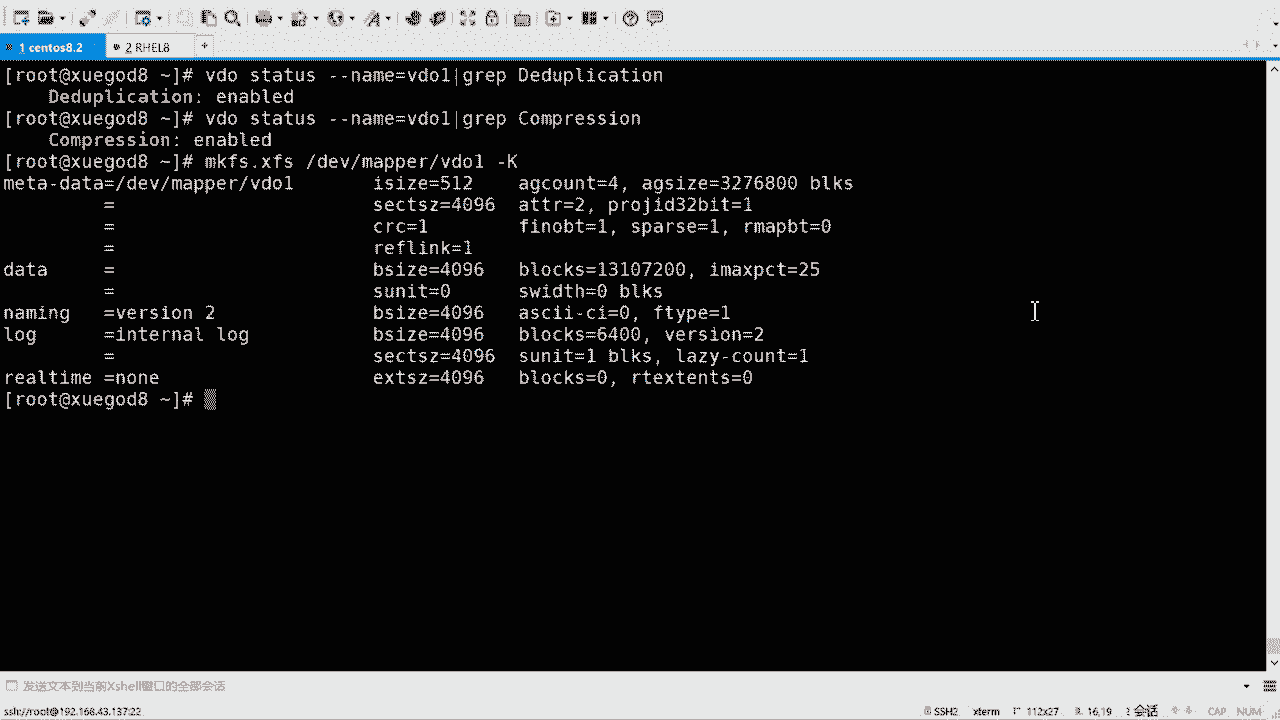 1 centos8.2
2 RHEL8
+
[root@xuegod8 ~]# vdo status --name=vdo1|grep Deduplication
Deduplication: enabled
[root@xuegod8 ~]# vdo status --name=vdo1|grep Compression
Compression: enabled
[root@xuegod8 ~]# mkfs.xfs /dev/mapper/vdo1 -K
meta-data=/dev/mapper/vdo1 isize=512 agcount=4, agsize=3276800 blks
= sectsz=4096 attr=2, projid32bit=1
= crc=1 finobt=1, sparse=1, rmapbt=0
= reflink=1
data = bsize=4096 blocks=13107200, imaxpct=25
= sunit=0 swidth=0 blks
naming =version 2 bsize=4096 ascii-ci=0, ftype=1
log =internal log bsize=4096 blocks=6400, version=2
= sectsz=4096 sunit=1 blks, lazy-count=1
realtime =none extsz=4096 blocks=0, rtextents=0
[root@xuegod8 ~]#
发送文本到当前Xshell窗口的全部会话
ssh://root@192.168.43.137:22 SSH2 xterm 112x27 16,19 1 会话 CAP NUM